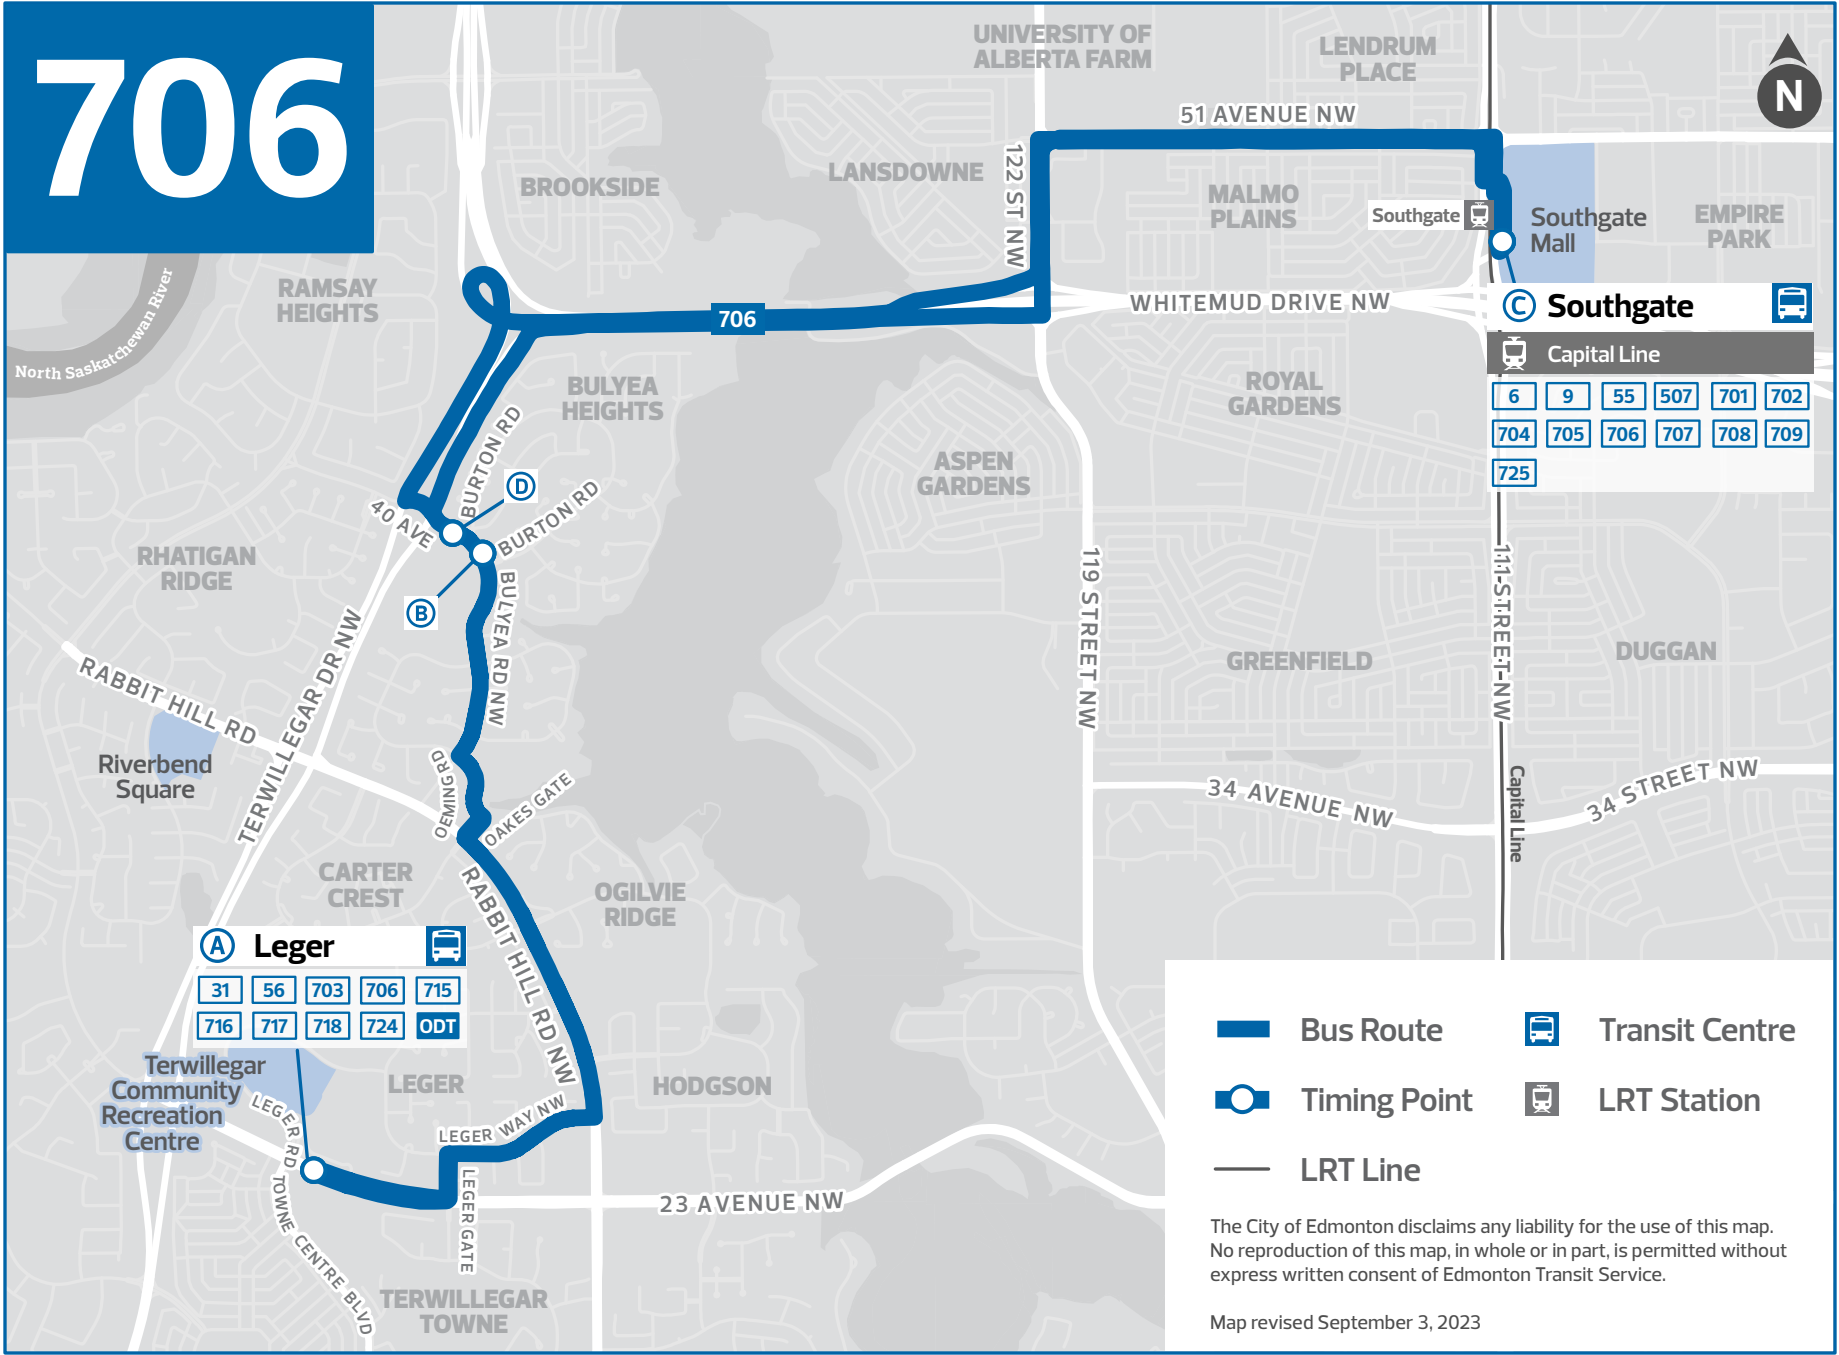 706
UNIVERSITY OF
ALBERTA FARM
LENDRUM
PLACE
N
51 AVENUE NW
BROOKSIDE
LANSDOWNE
122 ST NW
MALMO
PLAINS
Southgate
Southgate
Mall
EMPIRE
PARK
North Saskatchewan River
RAMSAY
HEIGHTS
706
WHITEMUD DRIVE NW
C Southgate
Capital Line
6 9 55 507 701 702
704 705 706 707 708 709
725
BULYEA
HEIGHTS
ROYAL
GARDENS
ASPEN
GARDENS
BURTON RD
D
BURTON RD
40 AVE
B
RHATIGAN
RIDGE
BULYEA RD NW
119 STREET NW
111 STREET NW
GREENFIELD
DUGGAN
RABBIT HILL RD
TERWILLEGAR DR NW
Riverbend
Square
OEMING RD
OAKES GATE
34 AVENUE NW
Capital Line
34 STREET NW
CARTER
CREST
OGILVIE
RIDGE
RABBIT HILL RD NW
A Leger
31 56 703 706 715
716 717 718 724 ODT
Terwillegar
Community
Recreation
Centre
LEGER
HODGSON
LEGER RD
LEGER WAY NW
LEGER GATE
TOWNE CENTRE BLVD
23 AVENUE NW
TERWILLEGAR
TOWNE
Bus Route
Transit Centre
Timing Point
LRT Station
LRT Line
The City of Edmonton disclaims any liability for the use of this map.
No reproduction of this map, in whole or in part, is permitted without
express written consent of Edmonton Transit Service.
Map revised September 3, 2023